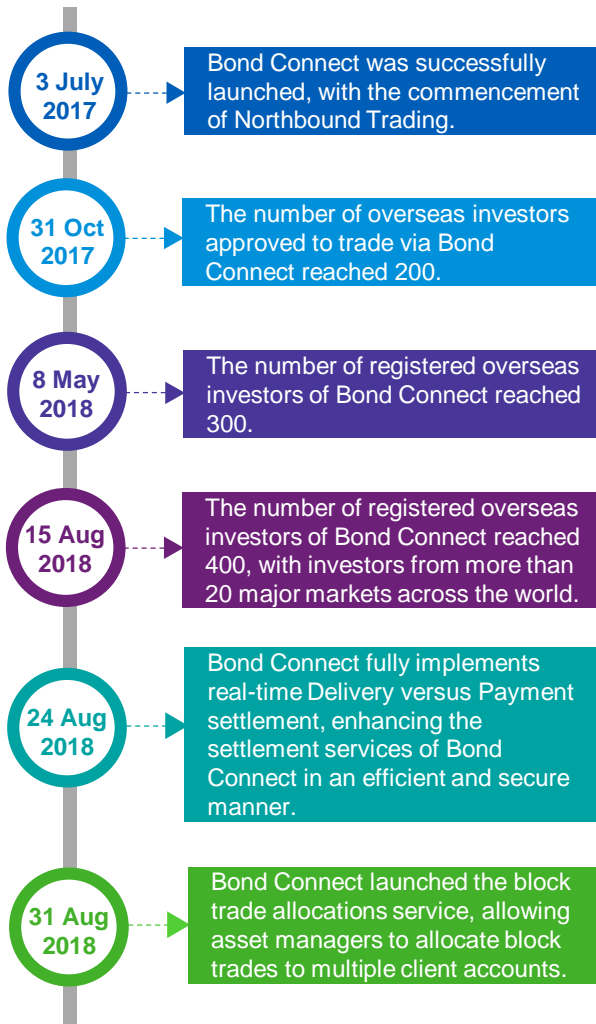 3 July
2017
Bond Connect was successfully
launched, with the commencement
of Northbound Trading.
31 Oct
2017
The number of overseas investors
approved to trade via Bond
Connect reached 200.
8 May
2018
The number of registered overseas
investors of Bond Connect reached
300.
15 Aug
2018
The number of registered overseas
investors of Bond Connect reached
400, with investors from more than
20 major markets across the world.
24 Aug
2018
Bond Connect fully implements
real-time Delivery versus Payment
settlement, enhancing the
settlement services of Bond
Connect in an efficient and secure
manner.
31 Aug
2018
Bond Connect launched the block
trade allocations service, allowing
asset managers to allocate block
trades to multiple client accounts.